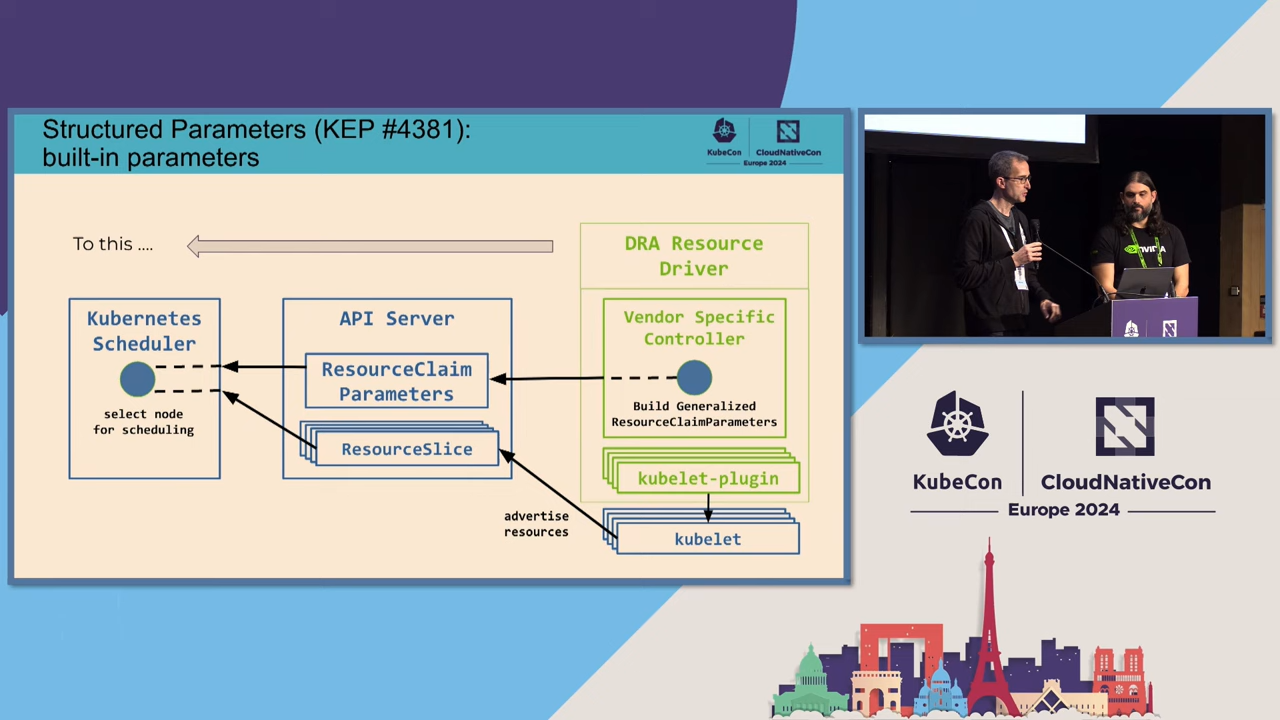 Structured Parameters (KEP #4381):
built-in parameters
KubeCon
CloudNativeCon
Europe 2024
To this ....
DRA Resource
Driver
Kubernetes
Scheduler
select node
for scheduling
API Server
ResourceClaim
Parameters
ResourceSlice
Vendor Specific
Controller
Build Generalized
ResourceClaimParameters
kubelet-plugin
advertise
resources
kubelet
NVIDIA
KubeCon
CloudNativeCon
Europe 2024